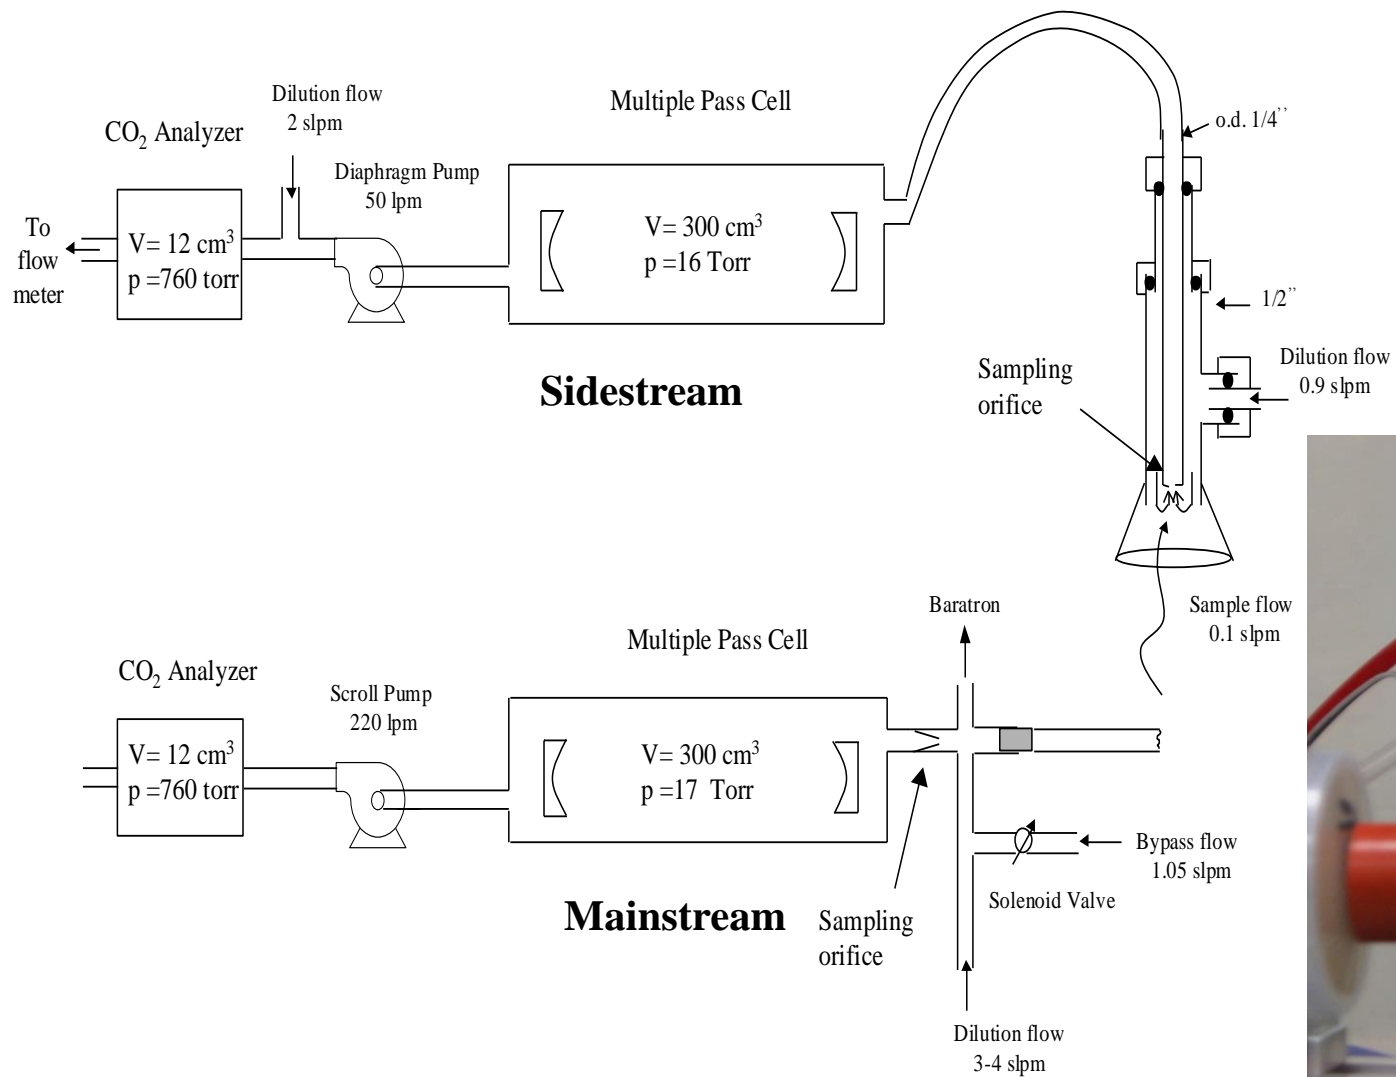 Dilution flow
2 slpm
CO2 Analyzer
Multiple Pass Cell
o.d. 1/4’’
Diaphragm Pump
50 lpm
To
flow
meter
V= 12 cm3
p =760 torr
V= 300 cm3
p =16 Torr
1/2’’
Sidestream
Sampling
orifice
Dilution flow
0.9 slpm
Sample flow
0.1 slpm
Baratron
Multiple Pass Cell
CO2 Analyzer
Scroll Pump
220 lpm
V= 12 cm3
p =760 torr
V= 300 cm3
p =17 Torr
Bypass flow
1.05 slpm
Solenoid Valve
Mainstream
Sampling
orifice
Dilution flow
3-4 slpm